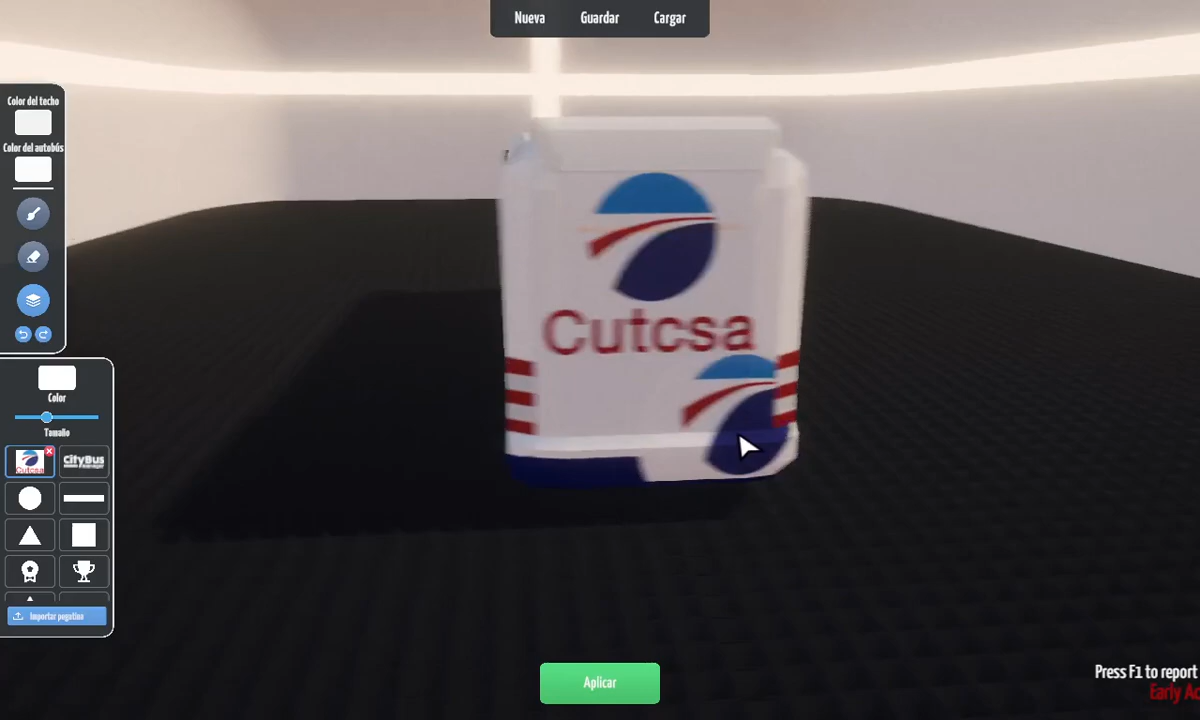 Nueva Guardar Cargar
Color del techo
Color del autobús
Cutcsa
Color
Tamaño
Cutcsa
CityBus
Importar pegatina
Aplicar
Press F1 to report
Early Ac